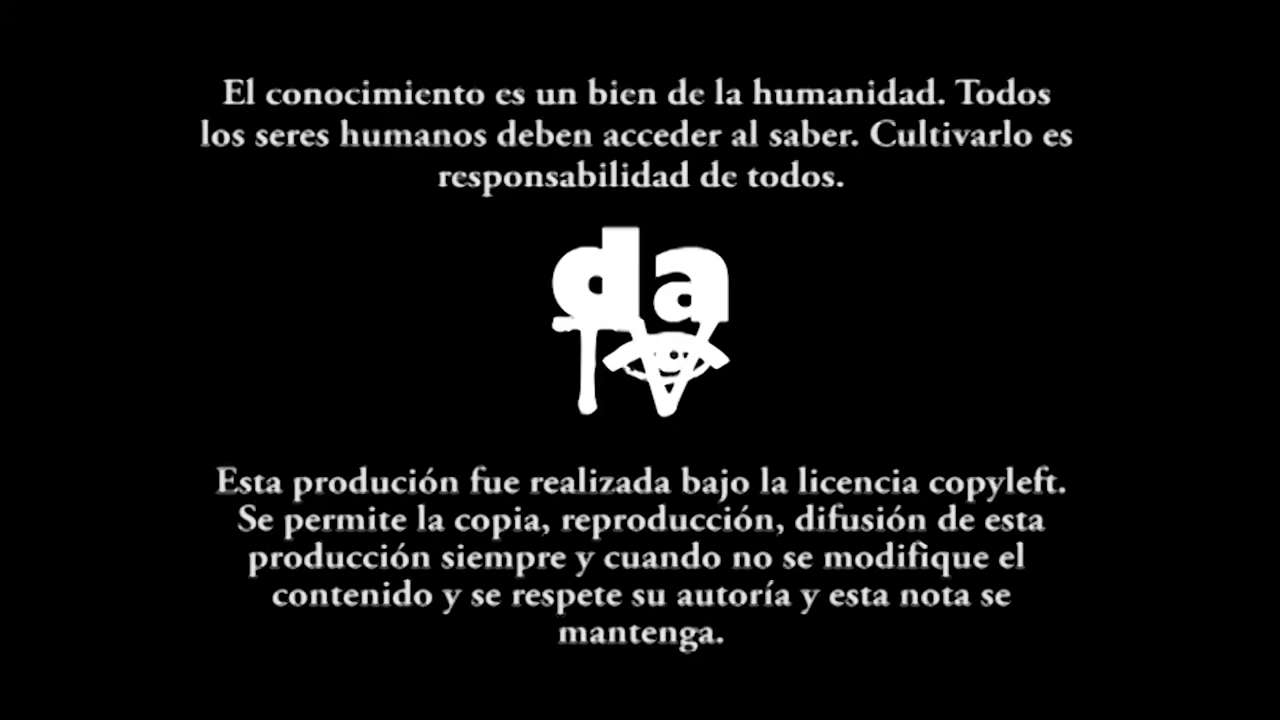 El conocimiento es un bien de la humanidad. Todos
los seres humanos deben acceder al saber. Cultivarlo es
responsabilidad de todos.
da
TV
Esta produción fue realizada bajo la licencia copyleft.
Se permite la copia, reproducción, difusión de esta
producción siempre y cuando no se modifique el
contenido y se respete su autoría y esta nota se
mantenga.